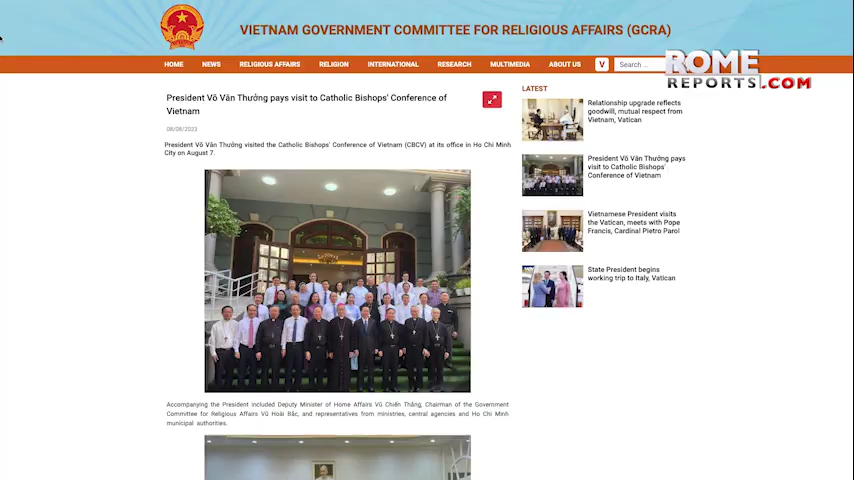 VIETNAM GOVERNMENT COMMITTEE FOR RELIGIOUS AFFAIRS (GCRA)
HOME NEWS RELIGIOUS AFFAIRS RELIGION INTERNATIONAL RESEARCH MULTIMEDIA ABOUT US V Search ...
ROME
REPORTS.COM
President Võ Văn Thưởng pays visit to Catholic Bishops' Conference of
Vietnam
08/08/2023
President Võ Văn Thưởng visited the Catholic Bishops' Conference of Vietnam (CBCV) at its office in Ho Chi Minh
City on August 7.
Accompanying the President included Deputy Minister of Home Affairs Vũ Chiến Thắng, Chairman of the Government
Committee for Religious Affairs Vũ Hoài Bắc, and representatives from ministries, central agencies and Ho Chi Minh
municipal authorities.
LATEST
Relationship upgrade reflects
goodwill, mutual respect from
Vietnam, Vatican
President Võ Văn Thưởng pays
visit to Catholic Bishops'
Conference of Vietnam
Vietnamese President visits
the Vatican, meets with Pope
Francis, Cardinal Pietro Parol
State President begins
working trip to Italy, Vatican